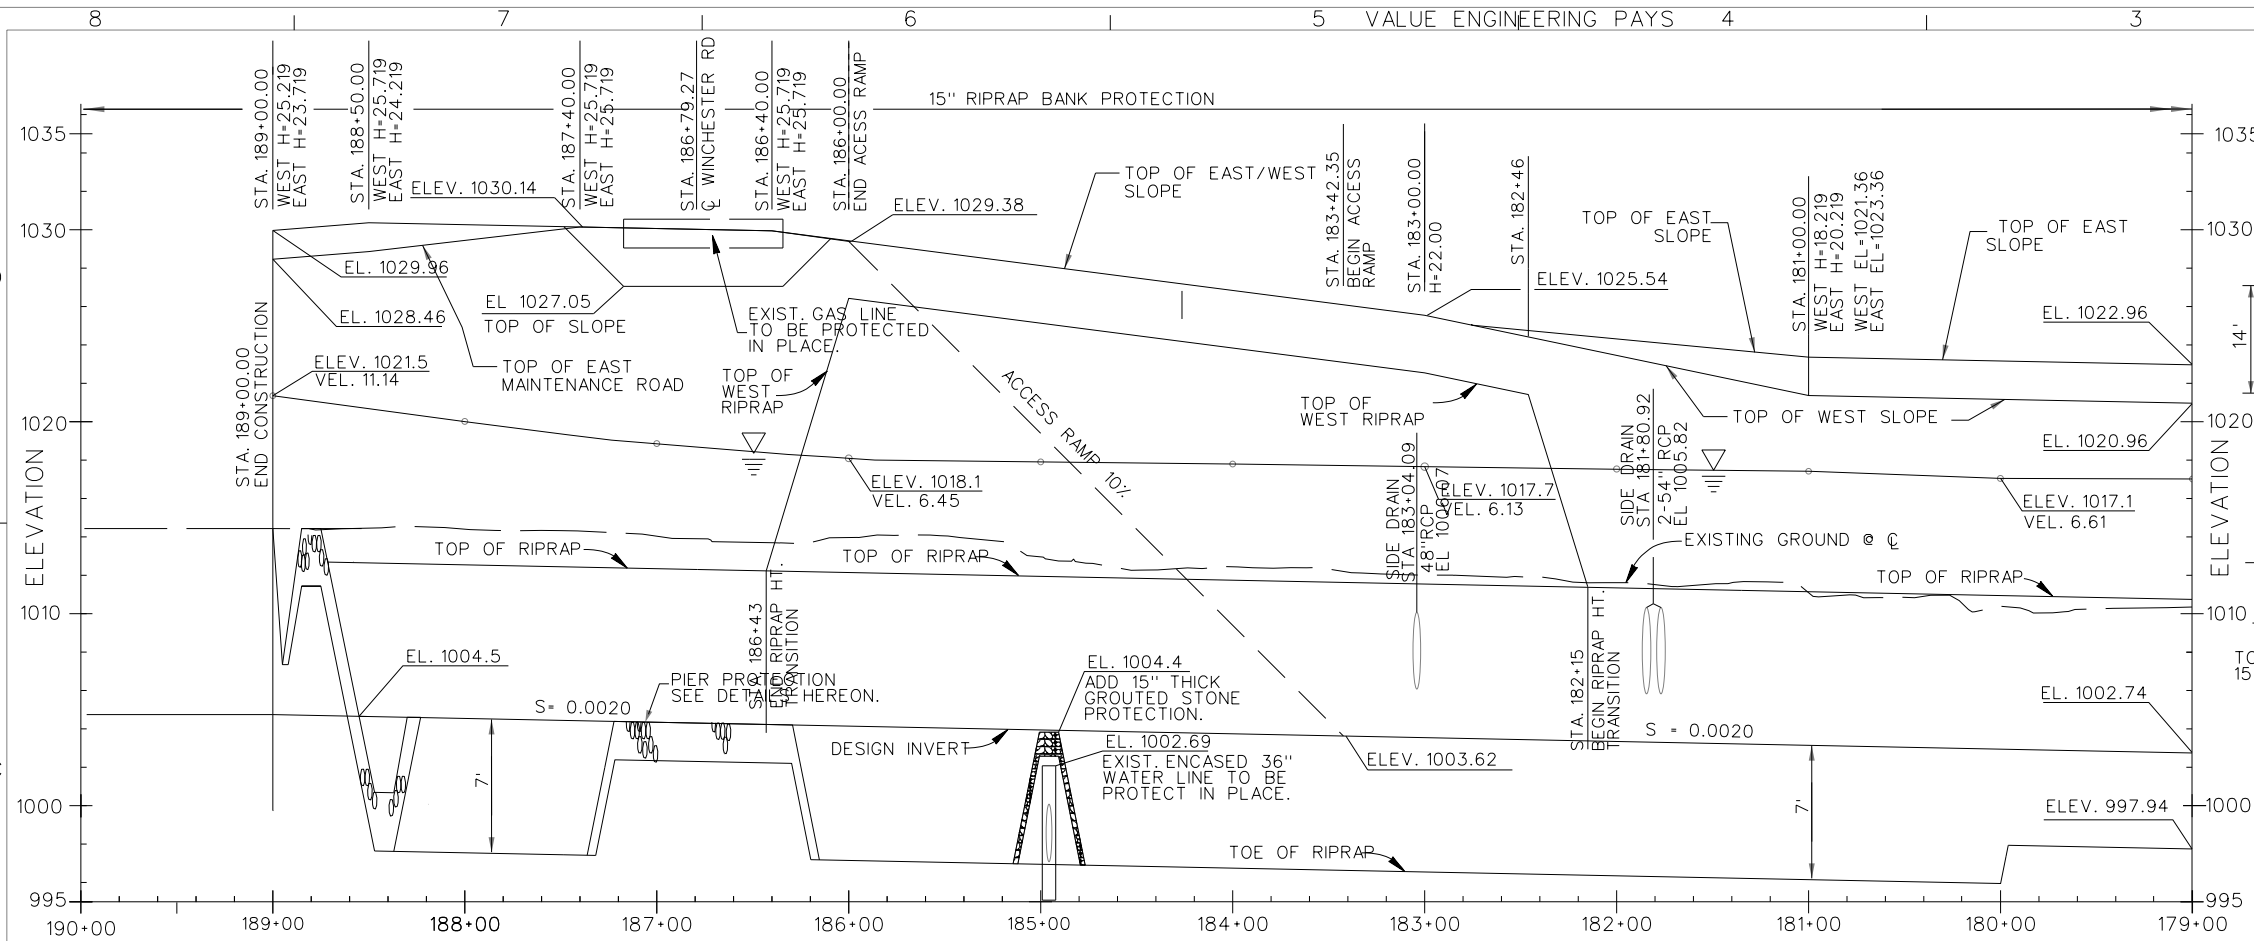 8 7 6 5 VALUE ENGINEERING PAYS 4 3
15" RIPRAP BANK PROTECTION
STA. 189+00.00
WEST H=25.219
EAST H=23.719
STA. 188+50.00
WEST H=25.719
EAST H=24.219
STA. 187+40.00
WEST H=25.719
EAST H=25.719
STA. 186+79.27
℄ WINCHESTER RD
STA. 186+40.00
WEST H=25.719
EAST H=25.719
STA. 186+00.00
END ACESS RAMP
STA. 183+42.35
BEGIN ACCESS
RAMP
STA. 183+00.00
H=22.00
STA. 182+46
STA. 181+00.00
WEST H=18.219
EAST H=20.219
WEST EL=1021.36
EAST EL=1023.36
ELEV. 1030.14
ELEV. 1029.38
TOP OF EAST/WEST
SLOPE
TOP OF EAST
SLOPE
TOP OF EAST
SLOPE
EL. 1029.96
EL. 1028.46
EL 1027.05
TOP OF SLOPE
EXIST. GAS LINE
TO BE PROTECTED
IN PLACE.
ELEV. 1025.54
EL. 1022.96
14'
STA. 189+00.00
END CONSTRUCTION
ELEV. 1021.5
VEL. 11.14
TOP OF EAST
MAINTENANCE ROAD
TOP OF
WEST
RIPRAP
ACCESS RAMP 10%
TOP OF
WEST RIPRAP
TOP OF WEST SLOPE
EL. 1020.96
ELEV. 1018.1
VEL. 6.45
ELEV. 1017.7
VEL. 6.13
SIDE DRAIN
STA 183+04.09
48"RCP
EL 1006.07
SIDE DRAIN
STA 181+80.92
2-54" RCP
EL 1005.82
ELEV. 1017.1
VEL. 6.61
TOP OF RIPRAP
TOP OF RIPRAP
EXISTING GROUND @ ℄
TOP OF RIPRAP
EL. 1004.5
STA. 186+43
END RIPRAP HT.
TRANSITION
PIER PROTECTION
SEE DETAIL HEREON.
S= 0.0020
EL. 1004.4
ADD 15" THICK
GROUTED STONE
PROTECTION.
STA. 182+15
BEGIN RIPRAP HT.
TRANSITION
S = 0.0020
EL. 1002.74
DESIGN INVERT
EL. 1002.69
EXIST. ENCASED 36"
WATER LINE TO BE
PROTECT IN PLACE.
ELEV. 1003.62
7'
7'
ELEV. 997.94
TOE OF RIPRAP
ELEVATION
1035
1030
1020
1010
1000
995
ELEVATION
1035
1030
1020
1010
1000
995
15
190+00 189+00 188+00 187+00 186+00 185+00 184+00 183+00 182+00 181+00 180+00 179+00